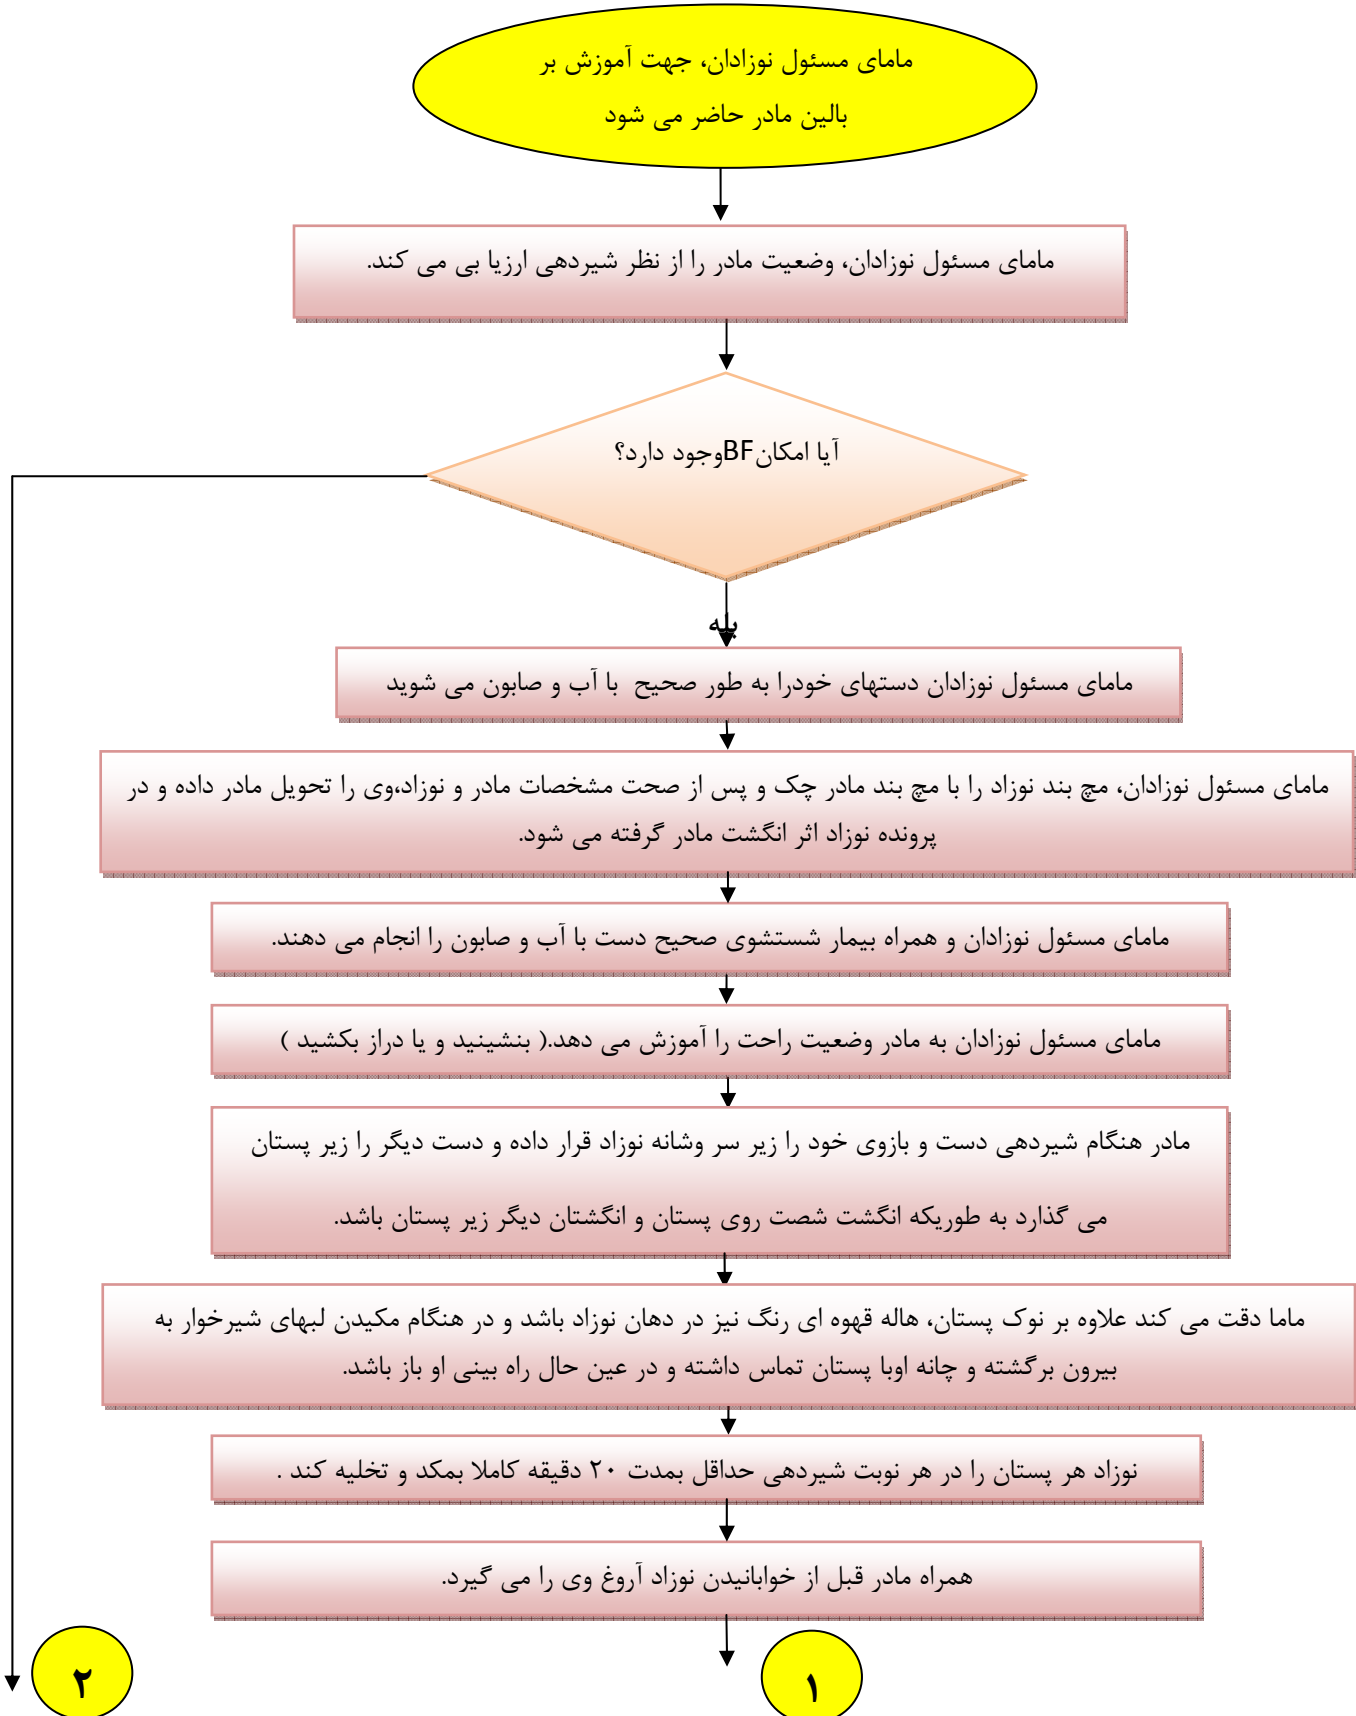 مامای مسئول نوزادان، جهت آموزش بر
بالین مادر حاضر می شود
مامای مسئول نوزادان، وضعیت مادر را از نظر شیردهی ارزیا بی می کند.
آیا امکانBFوجود دارد؟
بله
مامای مسئول نوزادان دستهای خودرا به طور صحیح با آب و صابون می شوید
مامای مسئول نوزادان، مچ بند نوزاد را با مچ بند مادر چک و پس از صحت مشخصات مادر و نوزاد،وی را تحویل مادر داده و در
پرونده نوزاد اثر انگشت مادر گرفته می شود.
مامای مسئول نوزادان و همراه بیمار شستشوی صحیح دست با آب و صابون را انجام می دهند.
مامای مسئول نوزادان به مادر وضعیت راحت را آموزش می دهد.( بنشینید و یا دراز بکشید )
مادر هنگام شیردهی دست و بازوی خود را زیر سر وشانه نوزاد قرار داده و دست دیگر را زیر پستان
می گذارد به طوریکه انگشت شصت روی پستان و انگشتان دیگر زیر پستان باشد.
ماما دقت می کند علاوه بر نوک پستان، هاله قهوه ای رنگ نیز در دهان نوزاد باشد و در هنگام مکیدن لبهای شیرخوار به
بیرون برگشته و چانه اوبا پستان تماس داشته و در عین حال راه بینی او باز باشد.
نوزاد هر پستان را در هر نوبت شیردهی حداقل بمدت ۲۰ دقیقه کاملا بمکد و تخلیه کند .
همراه مادر قبل از خوابانیدن نوزاد آروغ وی را می گیرد.
۱
۲